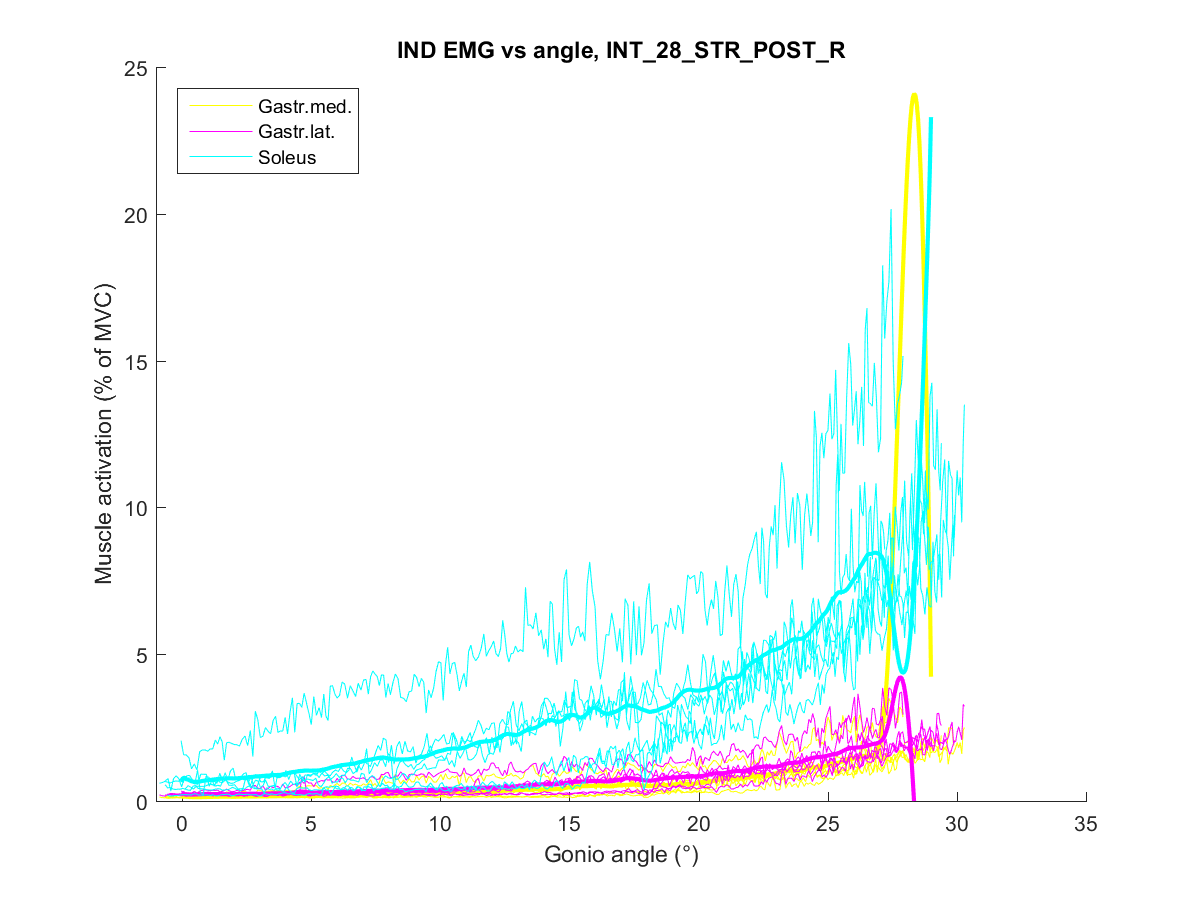 IND EMG vs angle, INT_28_STR_POST_R
25
20
15
10
5
0
Muscle activation (% of MVC)
Gastr.med.
Gastr.lat.
Soleus
0 5 10 15 20 25 30 35
Gonio angle (°)